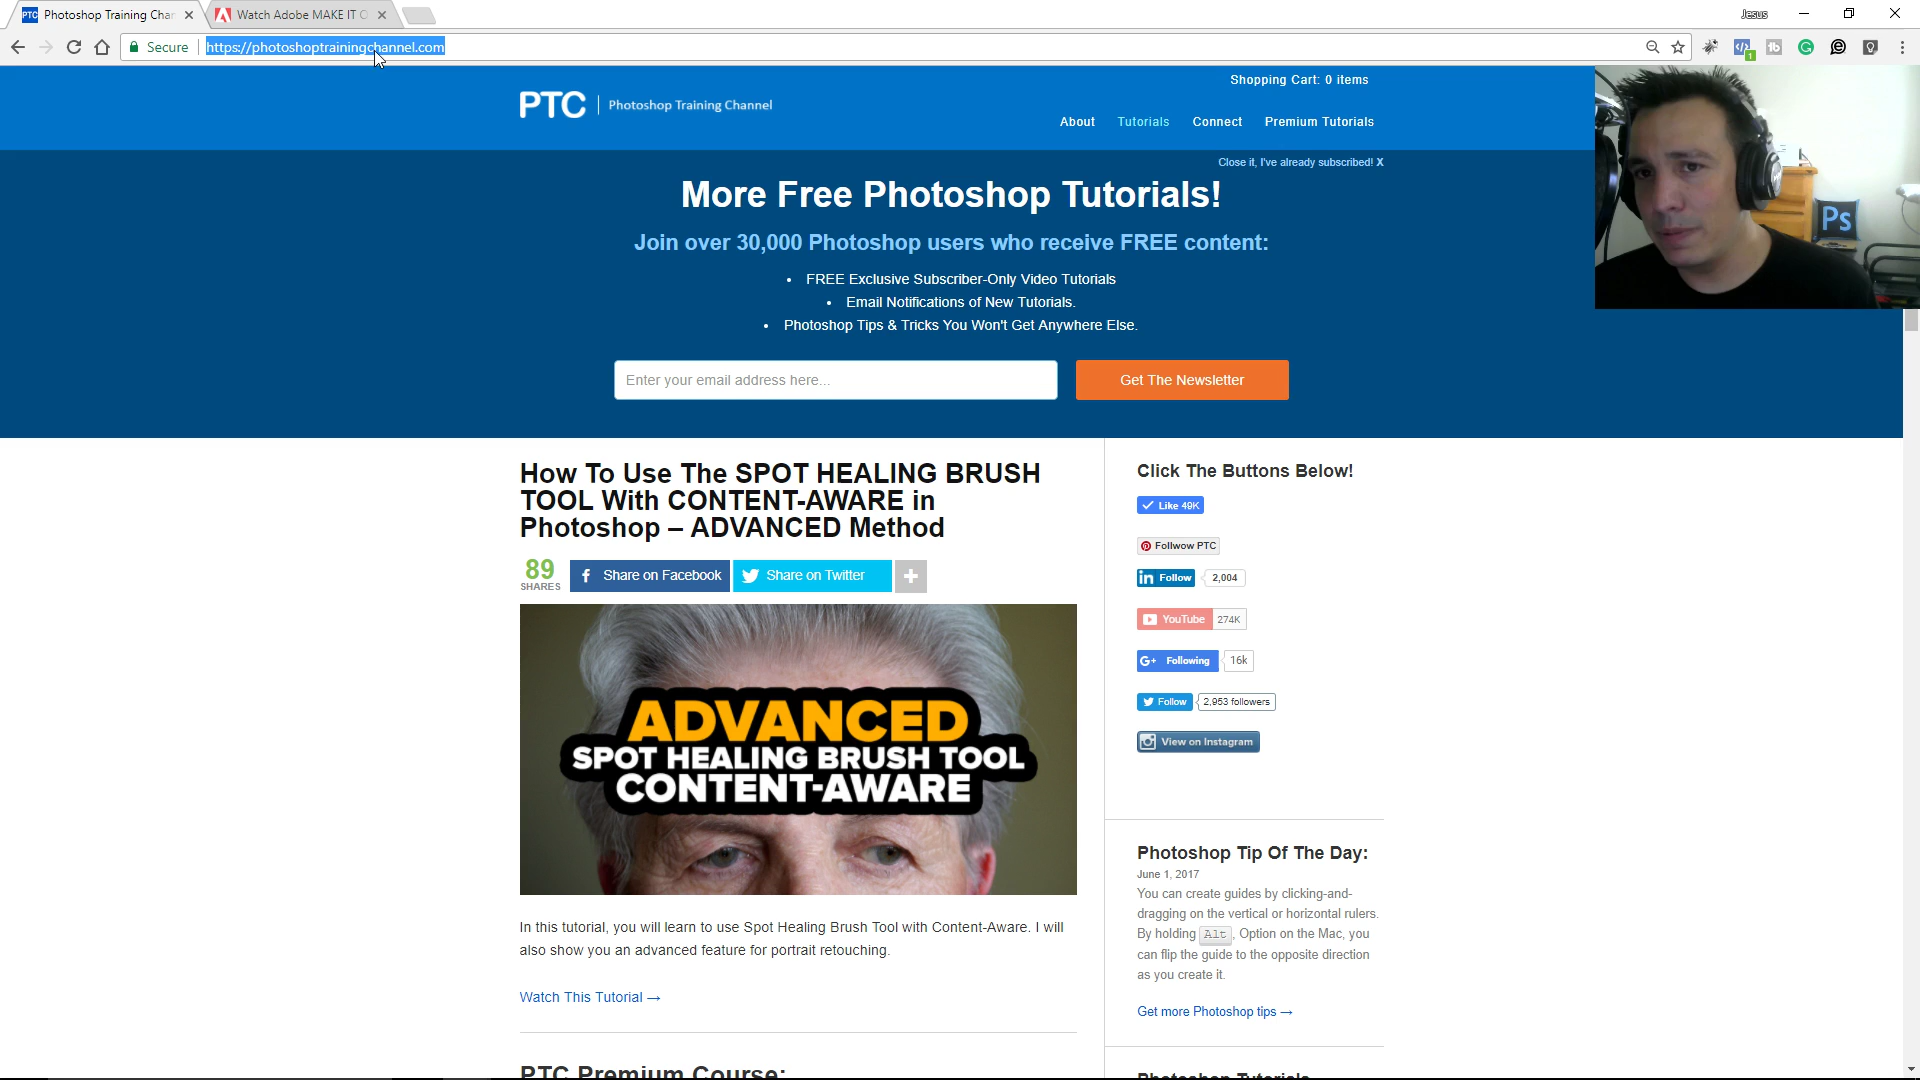 Photoshop Training Char
Watch Adobe MAKE IT
Jesus
Secure
https://photoshoptrainingchannel.com
Shopping Cart: 0 items
PTC
Photoshop Training Channel
About
Tutorials
Connect
Premium Tutorials
Close it, I've already subscribed! X
More Free Photoshop Tutorials!
Join over 30,000 Photoshop users who receive FREE content:
• FREE Exclusive Subscriber-Only Video Tutorials
• Email Notifications of New Tutorials.
• Photoshop Tips & Tricks You Won't Get Anywhere Else.
Enter your email address here...
Get The Newsletter
Ps
How To Use The SPOT HEALING BRUSH
TOOL With CONTENT-AWARE in
Photoshop – ADVANCED Method
89
SHARES
Share on Facebook
Share on Twitter
ADVANCED
SPOT HEALING BRUSH TOOL
CONTENT-AWARE
In this tutorial, you will learn to use Spot Healing Brush Tool with Content-Aware. I will
also show you an advanced feature for portrait retouching.
Watch This Tutorial →
PTC Premium Course:
Click The Buttons Below!
Like 49K
Follwow PTC
in Follow 2,004
YouTube 274K
G+ Following 16k
Follow 2,953 followers
View on Instagram
Photoshop Tip Of The Day:
June 1, 2017
You can create guides by clicking-and-
dragging on the vertical or horizontal rulers.
By holding Alt, Option on the Mac, you
can flip the guide to the opposite direction
as you create it.
Get more Photoshop tips →
Photoshop Tutorials